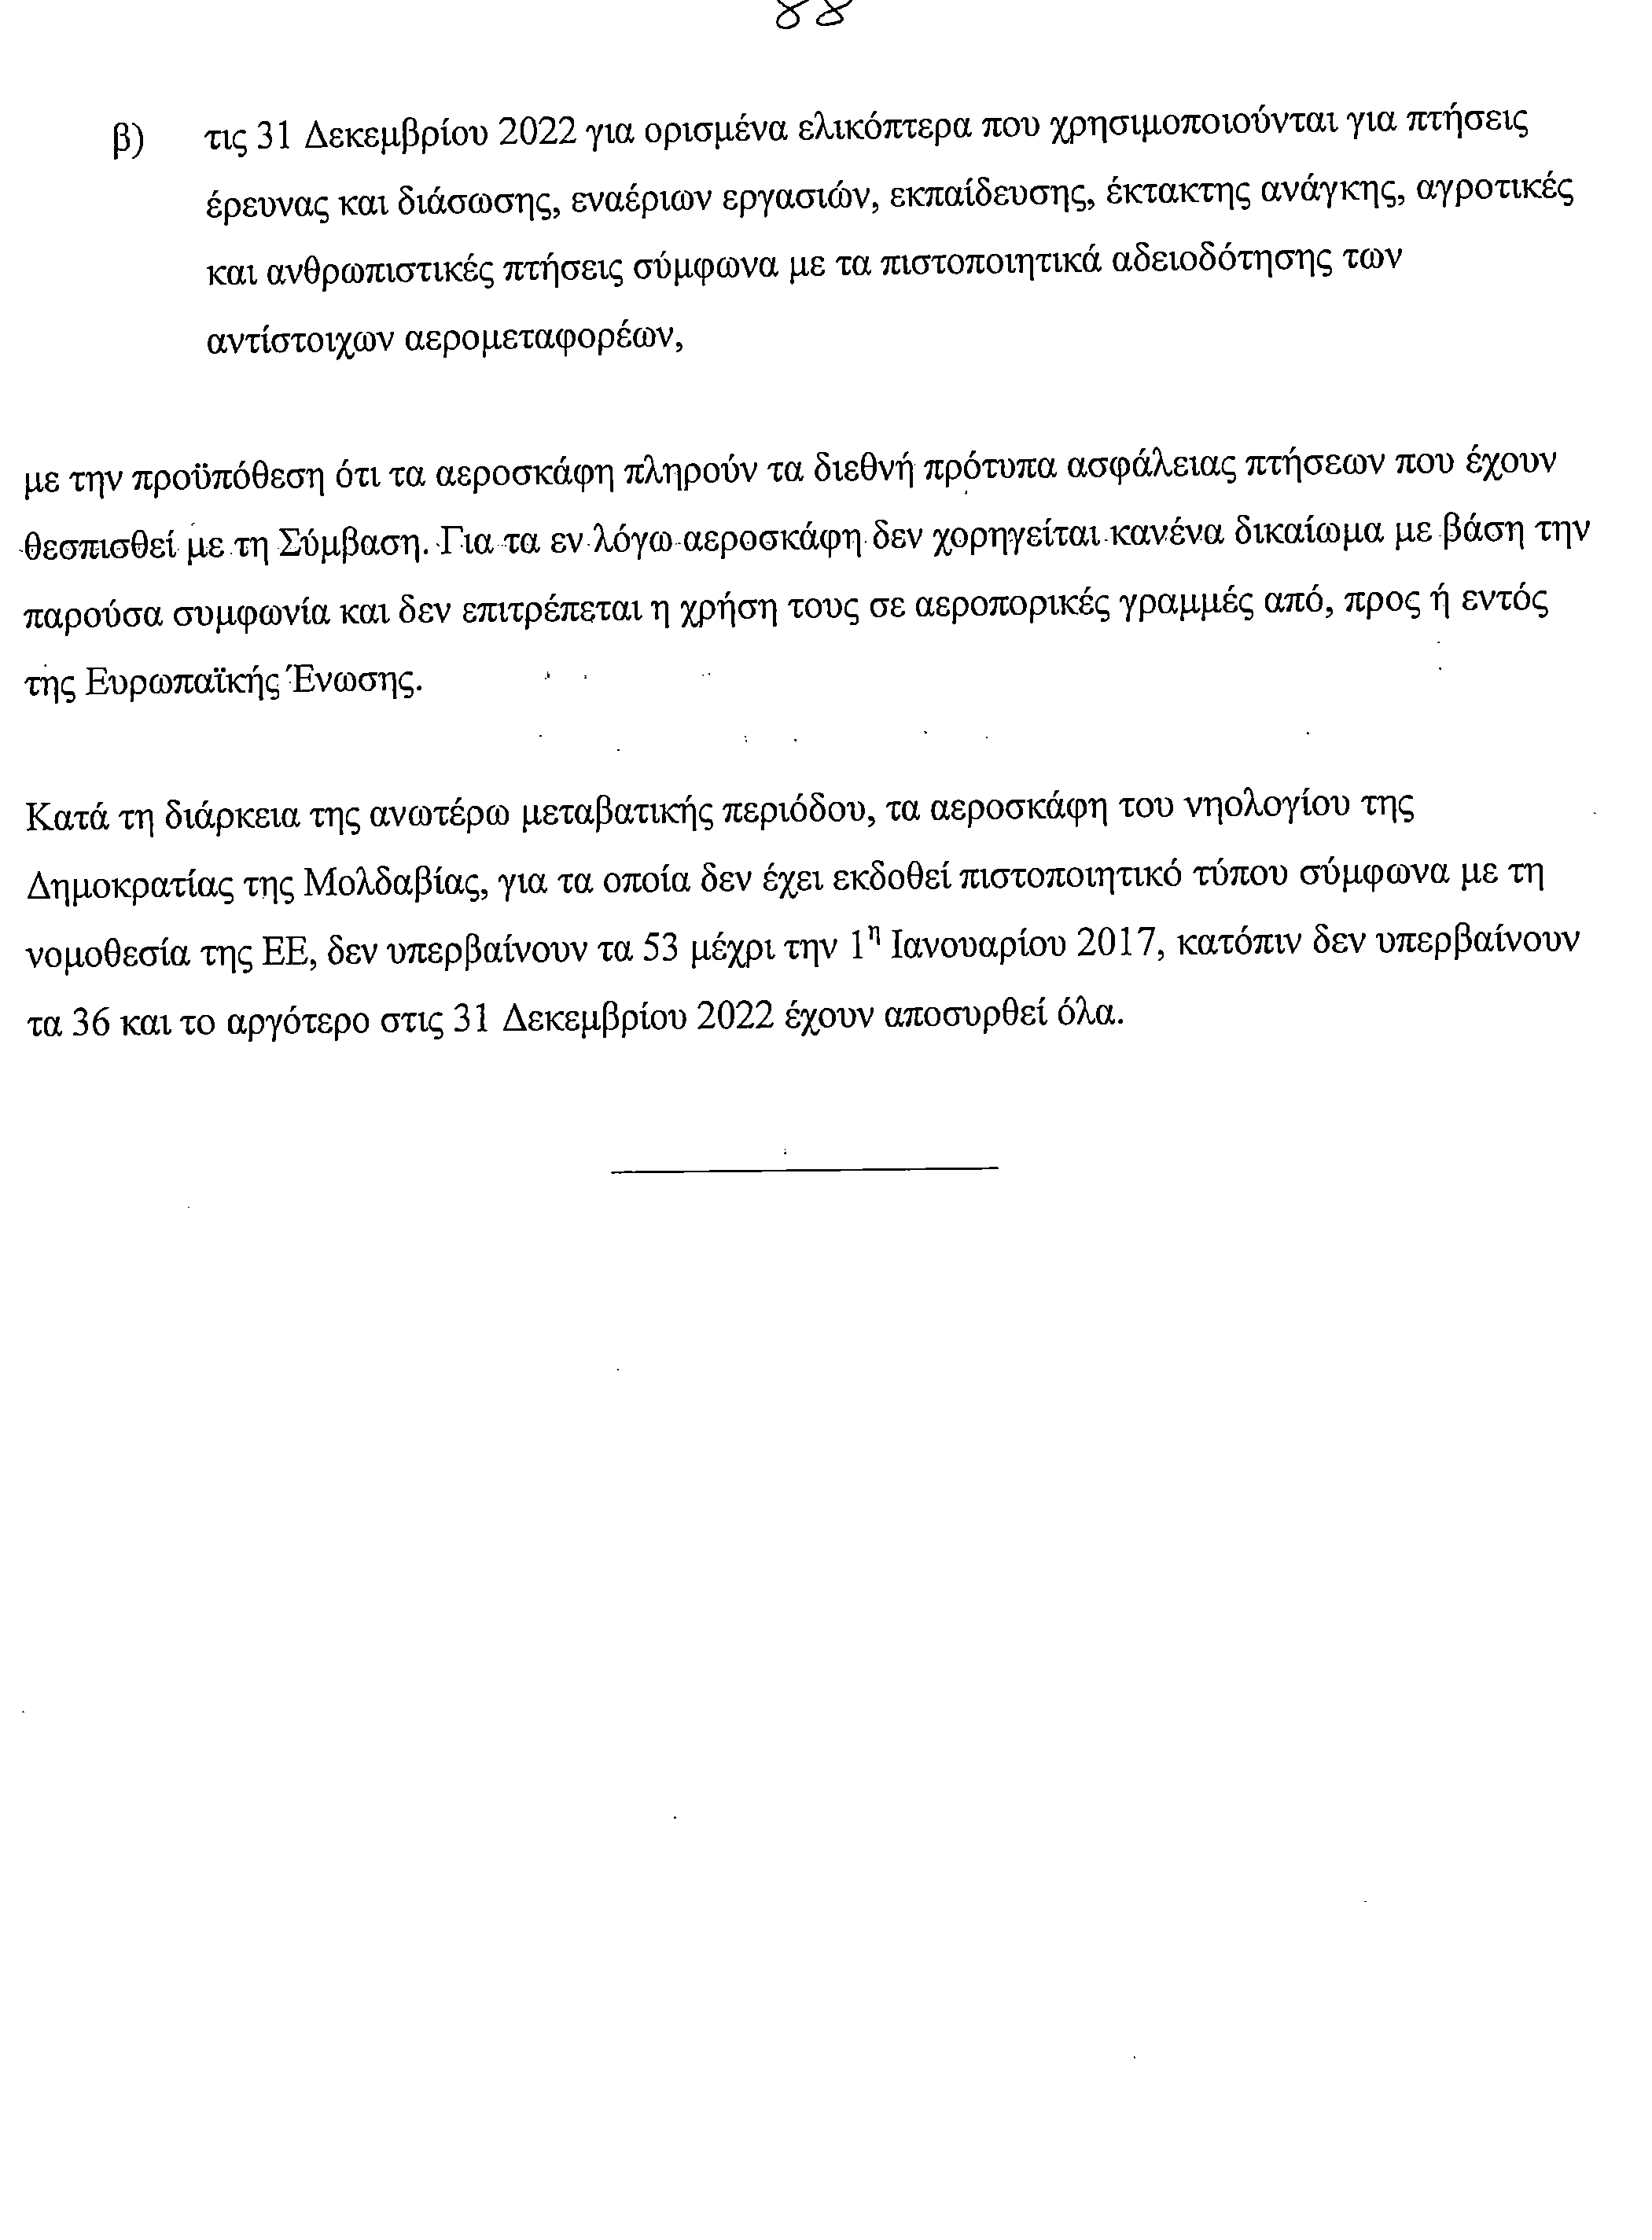 88
β) τις 31 Δεκεμβρίου 2022 για ορισμένα ελικόπτερα που χρησιμοποιούνται για πτήσεις
έρευνας και διάσωσης, εναέριων εργασιών, εκπαίδευσης, έκτακτης ανάγκης, αγροτικές
και ανθρωπιστικές πτήσεις σύμφωνα με τα πιστοποιητικά αδειοδότησης των
αντίστοιχων αερομεταφορέων,
με την προϋπόθεση ότι τα αεροσκάφη πληρούν τα διεθνή πρότυπα ασφάλειας πτήσεων που έχουν
θεσπισθεί με τη Σύμβαση. Για τα εν λόγω αεροσκάφη δεν χορηγείται κανένα δικαίωμα με βάση την
παρούσα συμφωνία και δεν επιτρέπεται η χρήση τους σε αεροπορικές γραμμές από, προς ή εντός
της Ευρωπαϊκής Ένωσης.
Κατά τη διάρκεια της ανωτέρω μεταβατικής περιόδου, τα αεροσκάφη του νηολογίου της
Δημοκρατίας της Μολδαβίας, για τα οποία δεν έχει εκδοθεί πιστοποιητικό τύπου σύμφωνα με τη
νομοθεσία της ΕΕ, δεν υπερβαίνουν τα 53 μέχρι την 1η Ιανουαρίου 2017, κατόπιν δεν υπερβαίνουν
τα 36 και το αργότερο στις 31 Δεκεμβρίου 2022 έχουν αποσυρθεί όλα.